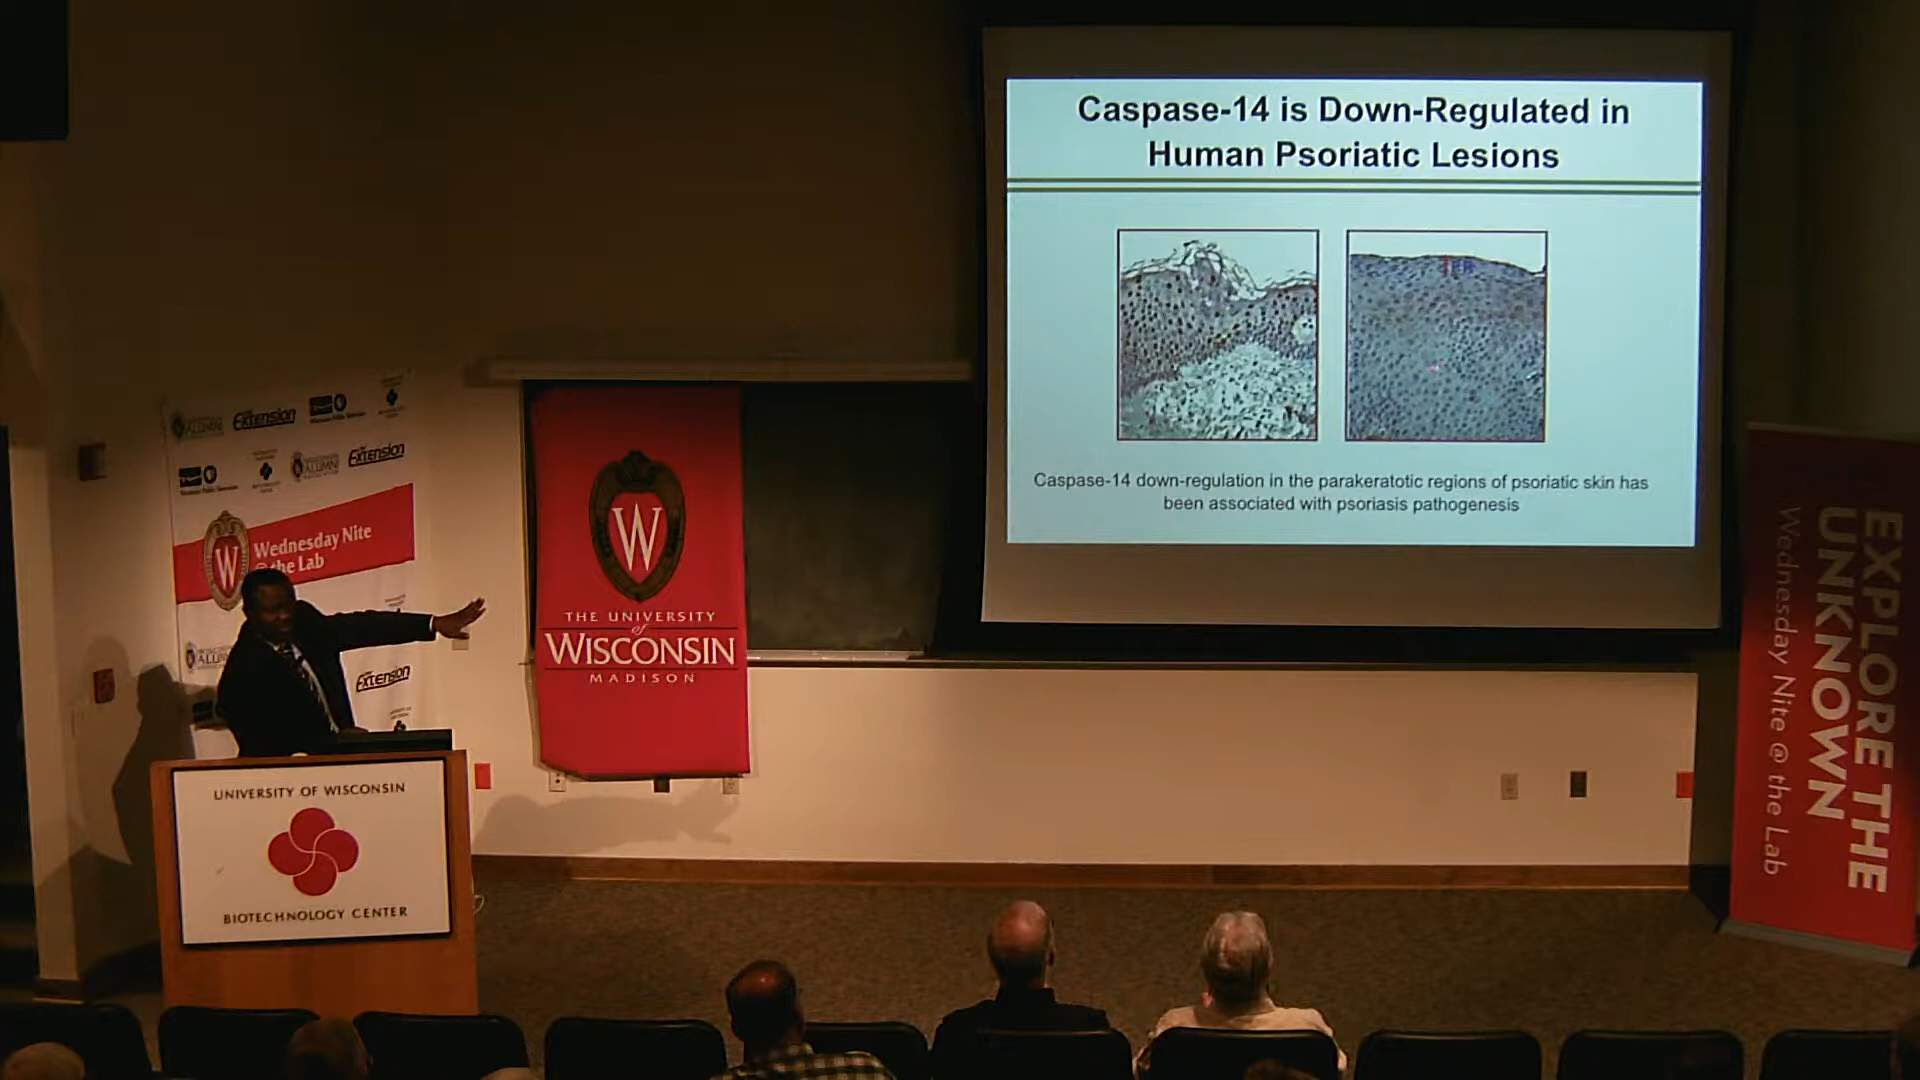 Caspase-14 is Down-Regulated in
Human Psoriatic Lesions
Caspase-14 down-regulation in the parakeratotic regions of psoriatic skin has
been associated with psoriasis pathogenesis
ALUMNI
Extension
ALUMNI
Extension
Wednesday Nite
@ the Lab
W
Extension
W
THE UNIVERSITY
of
WISCONSIN
MADISON
UNIVERSITY OF WISCONSIN
BIOTECHNOLOGY CENTER
EXPLORE THE
UNKNOWN
Wednesday Nite @ the Lab